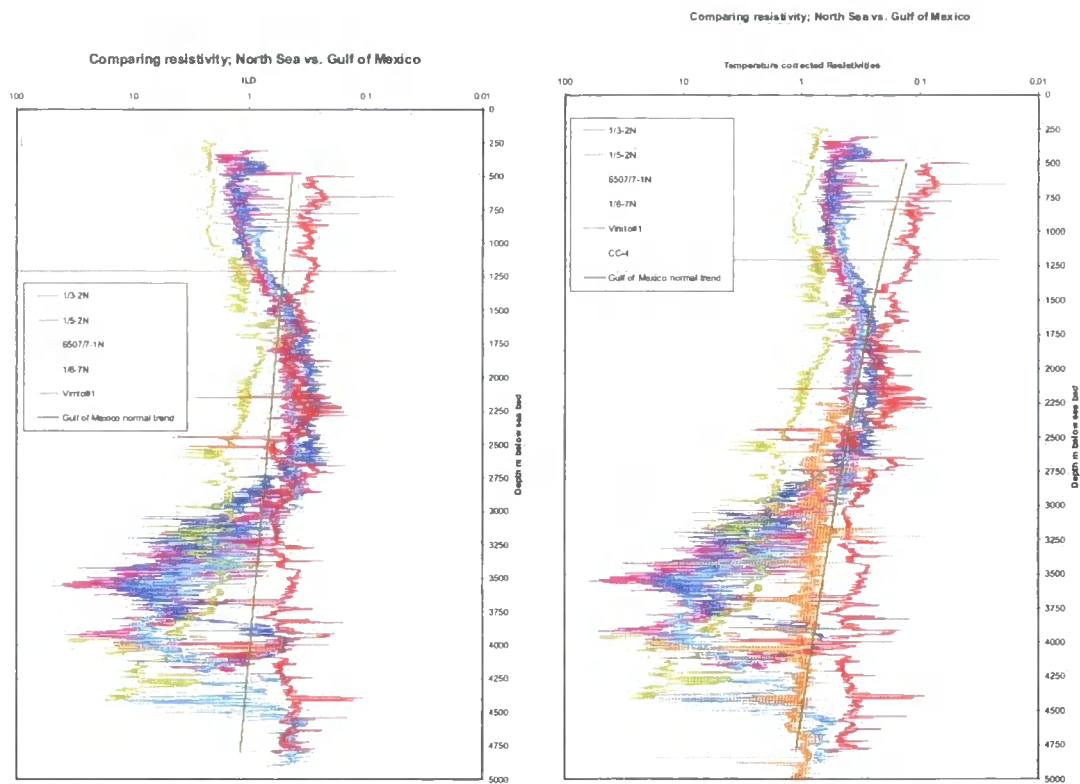 Comparing resistivity; North Sea vs. Gulf of Mexico
ILD
100 10 1 0.1 0.01
0
250
500
750
1000
1250
1500
1750
2000
2250
2500
2750
3000
3250
3500
3750
4000
4250
4500
4750
5000
Depth m below sea bed
1/3-2N
1/5-2N
6507/7-1N
1/6-7N
Vimto#1
Gulf of Mexico normal trend
Comparing resistivity; North Sea vs. Gulf of Mexico
Temperature corrected Resistivities
100 10 1 0.1 0.01
0
250
500
750
1000
1250
1500
1750
2000
2250
2500
2750
3000
3250
3500
3750
4000
4250
4500
4750
5000
Depth m below sea bed
1/3-2N
1/5-2N
6507/7-1N
1/6-7N
Vimto#1
CC-4
Gulf of Mexico normal trend